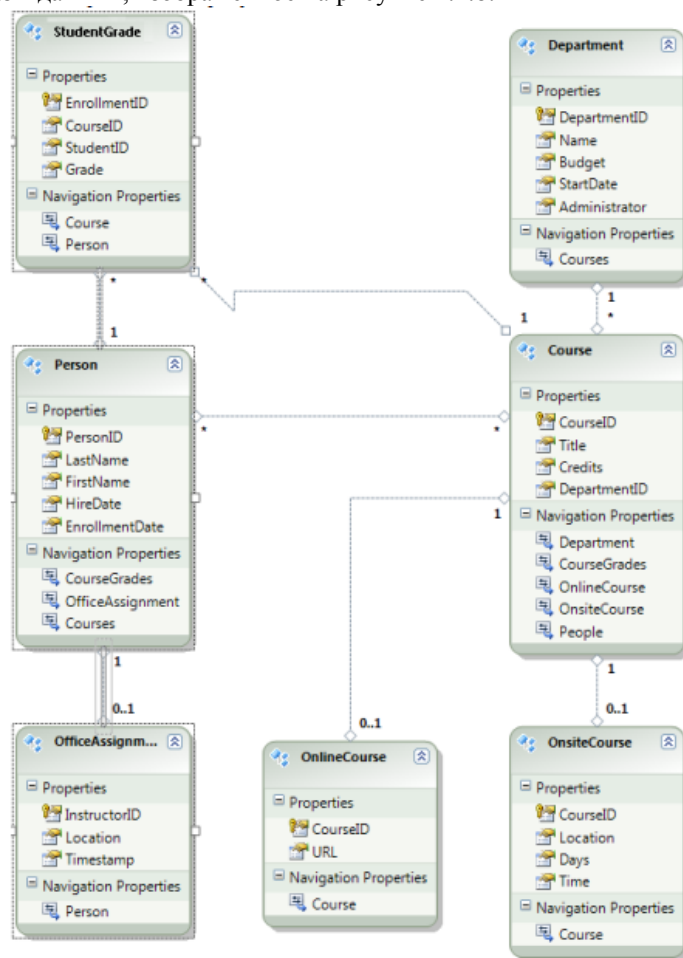 StudentGrade
Properties
EnrollmentID
CourseID
StudentID
Grade
Navigation Properties
Course
Person
*
1
*
1
Department
Properties
DepartmentID
Name
Budget
StartDate
Administrator
Navigation Properties
Courses
1
*
Person
Properties
PersonID
LastName
FirstName
HireDate
EnrollmentDate
Navigation Properties
CourseGrades
OfficeAssignment
Courses
*
*
1
0..1
Course
Properties
CourseID
Title
Credits
DepartmentID
Navigation Properties
Department
CourseGrades
OnlineCourse
OnsiteCourse
People
1
0..1
1
0..1
OfficeAssignm...
Properties
InstructorID
Location
Timestamp
Navigation Properties
Person
OnlineCourse
Properties
CourseID
URL
Navigation Properties
Course
OnsiteCourse
Properties
CourseID
Location
Days
Time
Navigation Properties
Course